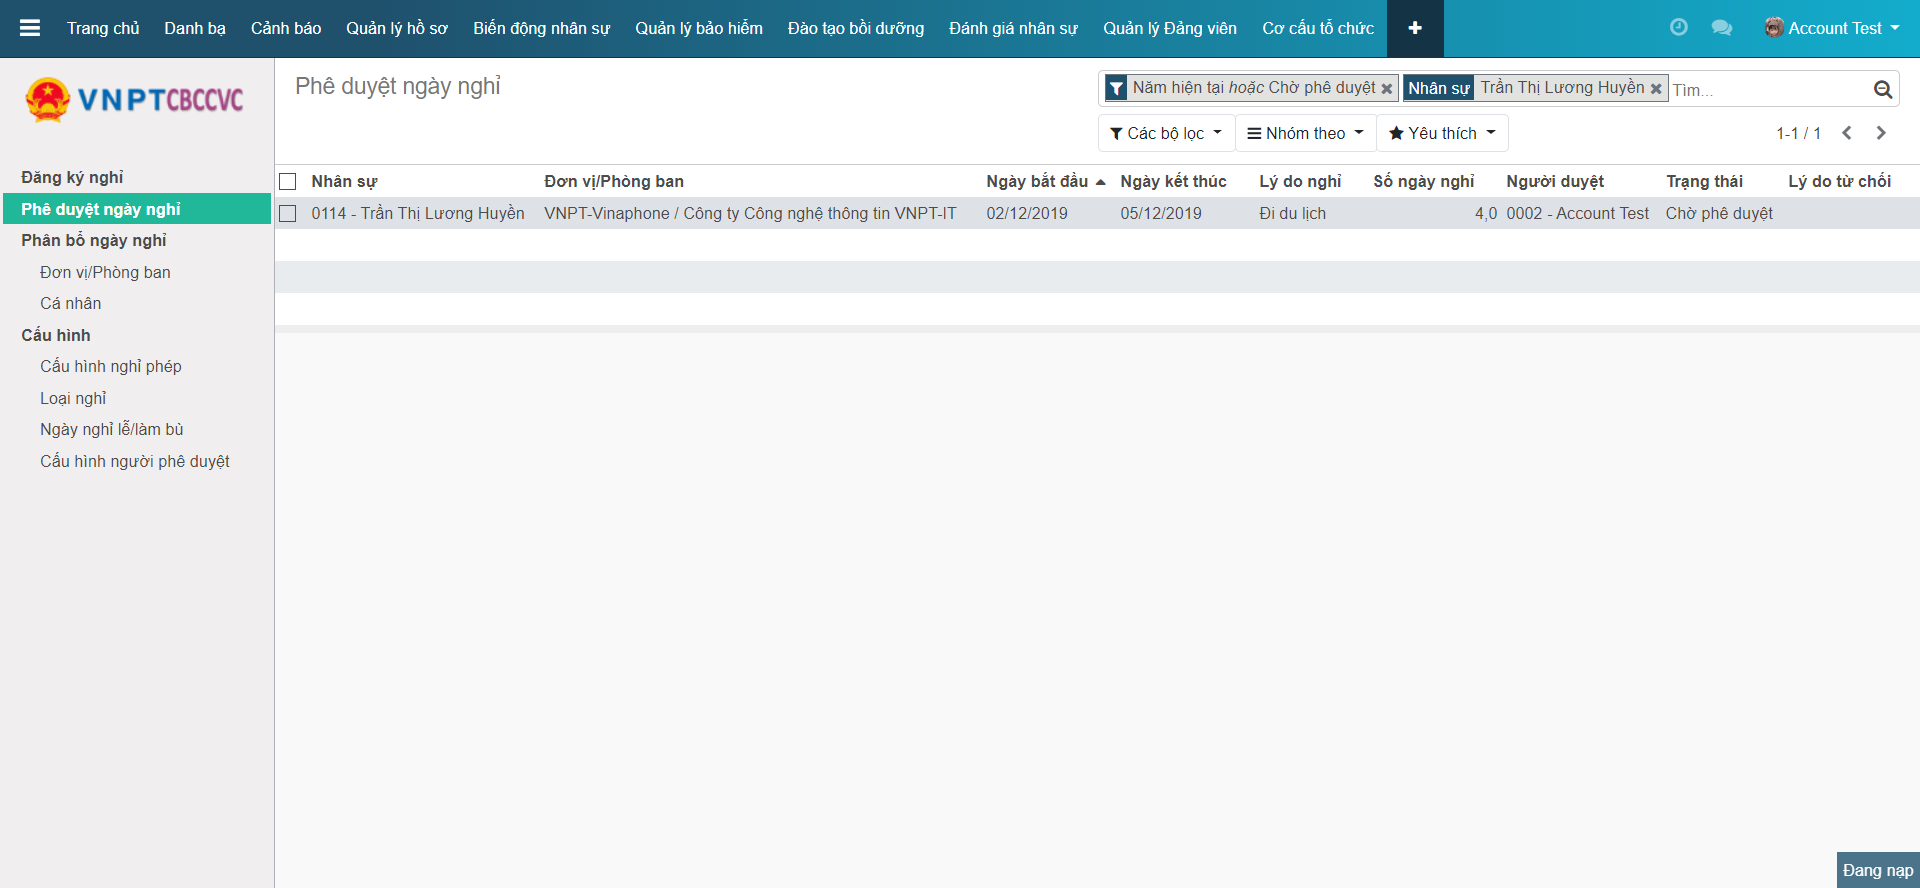 Trang chủ Danh bạ Cảnh báo Quản lý hồ sơ Biến động nhân sự Quản lý bảo hiểm Đào tạo bồi dưỡng Đánh giá nhân sự Quản lý Đảng viên Cơ cấu tổ chức Account Test
VNPTCBCCVC
Đăng ký nghỉ
Phê duyệt ngày nghỉ
Phân bổ ngày nghỉ
Đơn vị/Phòng ban
Cá nhân
Cấu hình
Cấu hình nghỉ phép
Loại nghỉ
Ngày nghỉ lễ/làm bù
Cấu hình người phê duyệt
Phê duyệt ngày nghỉ
Năm hiện tại hoặc Chờ phê duyệt Nhân sự Trần Thị Lương Huyền Tìm...
Các bộ lọc Nhóm theo Yêu thích 1-1 / 1
Nhân sự Đơn vị/Phòng ban Ngày bắt đầu Ngày kết thúc Lý do nghỉ Số ngày nghỉ Người duyệt Trạng thái Lý do từ chối
0114 - Trần Thị Lương Huyền VNPT-Vinaphone / Công ty Công nghệ thông tin VNPT-IT 02/12/2019 05/12/2019 Đi du lịch 4,0 0002 - Account Test Chờ phê duyệt
Đang nạp